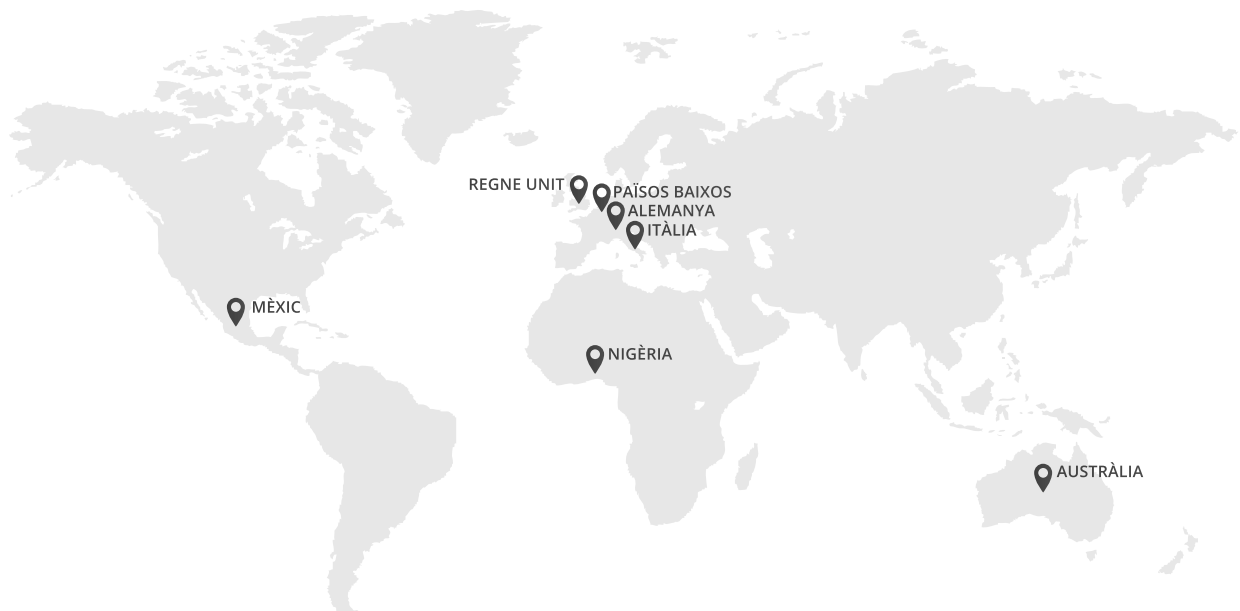 REGNE UNIT
PAÏSOS BAIXOS
ALEMANYA
ITÀLIA
MÈXIC
NIGÈRIA
AUSTRÀLIA